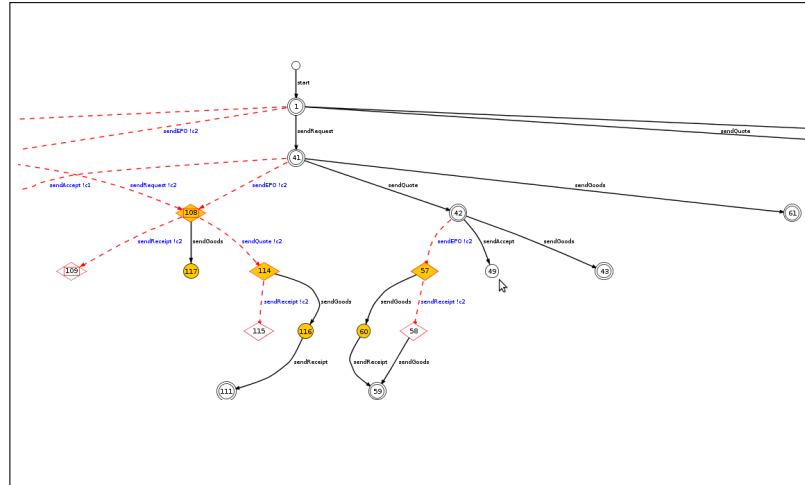 start
1
sendEPO !c2
sendRequest
sendQuote
41
sendAccept !c1
sendRequest !c2
sendEPO !c2
sendQuote
sendGoods
108
42
61
sendReceipt !c2
sendGoods
sendQuote !c2
sendEPO !c2
sendAccept
sendGoods
109
117
114
57
49
43
sendReceipt !c2
sendGoods
sendGoods
sendReceipt !c2
115
116
60
58
sendReceipt
sendReceipt
sendGoods
111
59